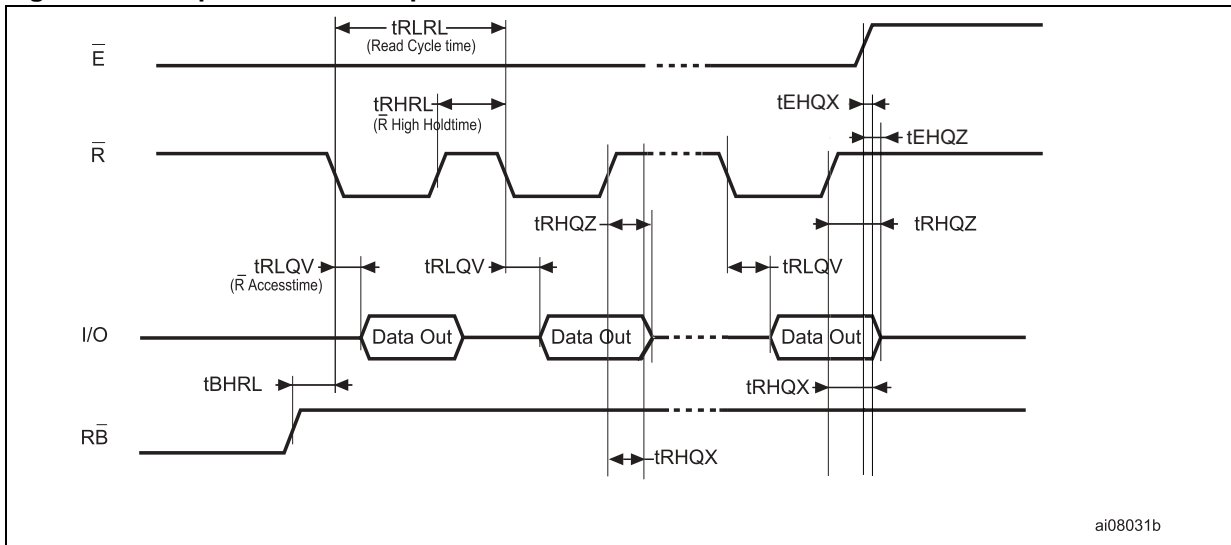 tRLRL
(Read Cycle time)
E̅
tRHRL
(R̅ High Holdtime)
tEHQX
tEHQZ
R̅
tRHQZ
tRHQZ
tRLQV
(R̅ Accesstime)
tRLQV
tRLQV
I/O
Data Out
Data Out
Data Out
tBHRL
tRHQX
RB̅
tRHQX
ai08031b